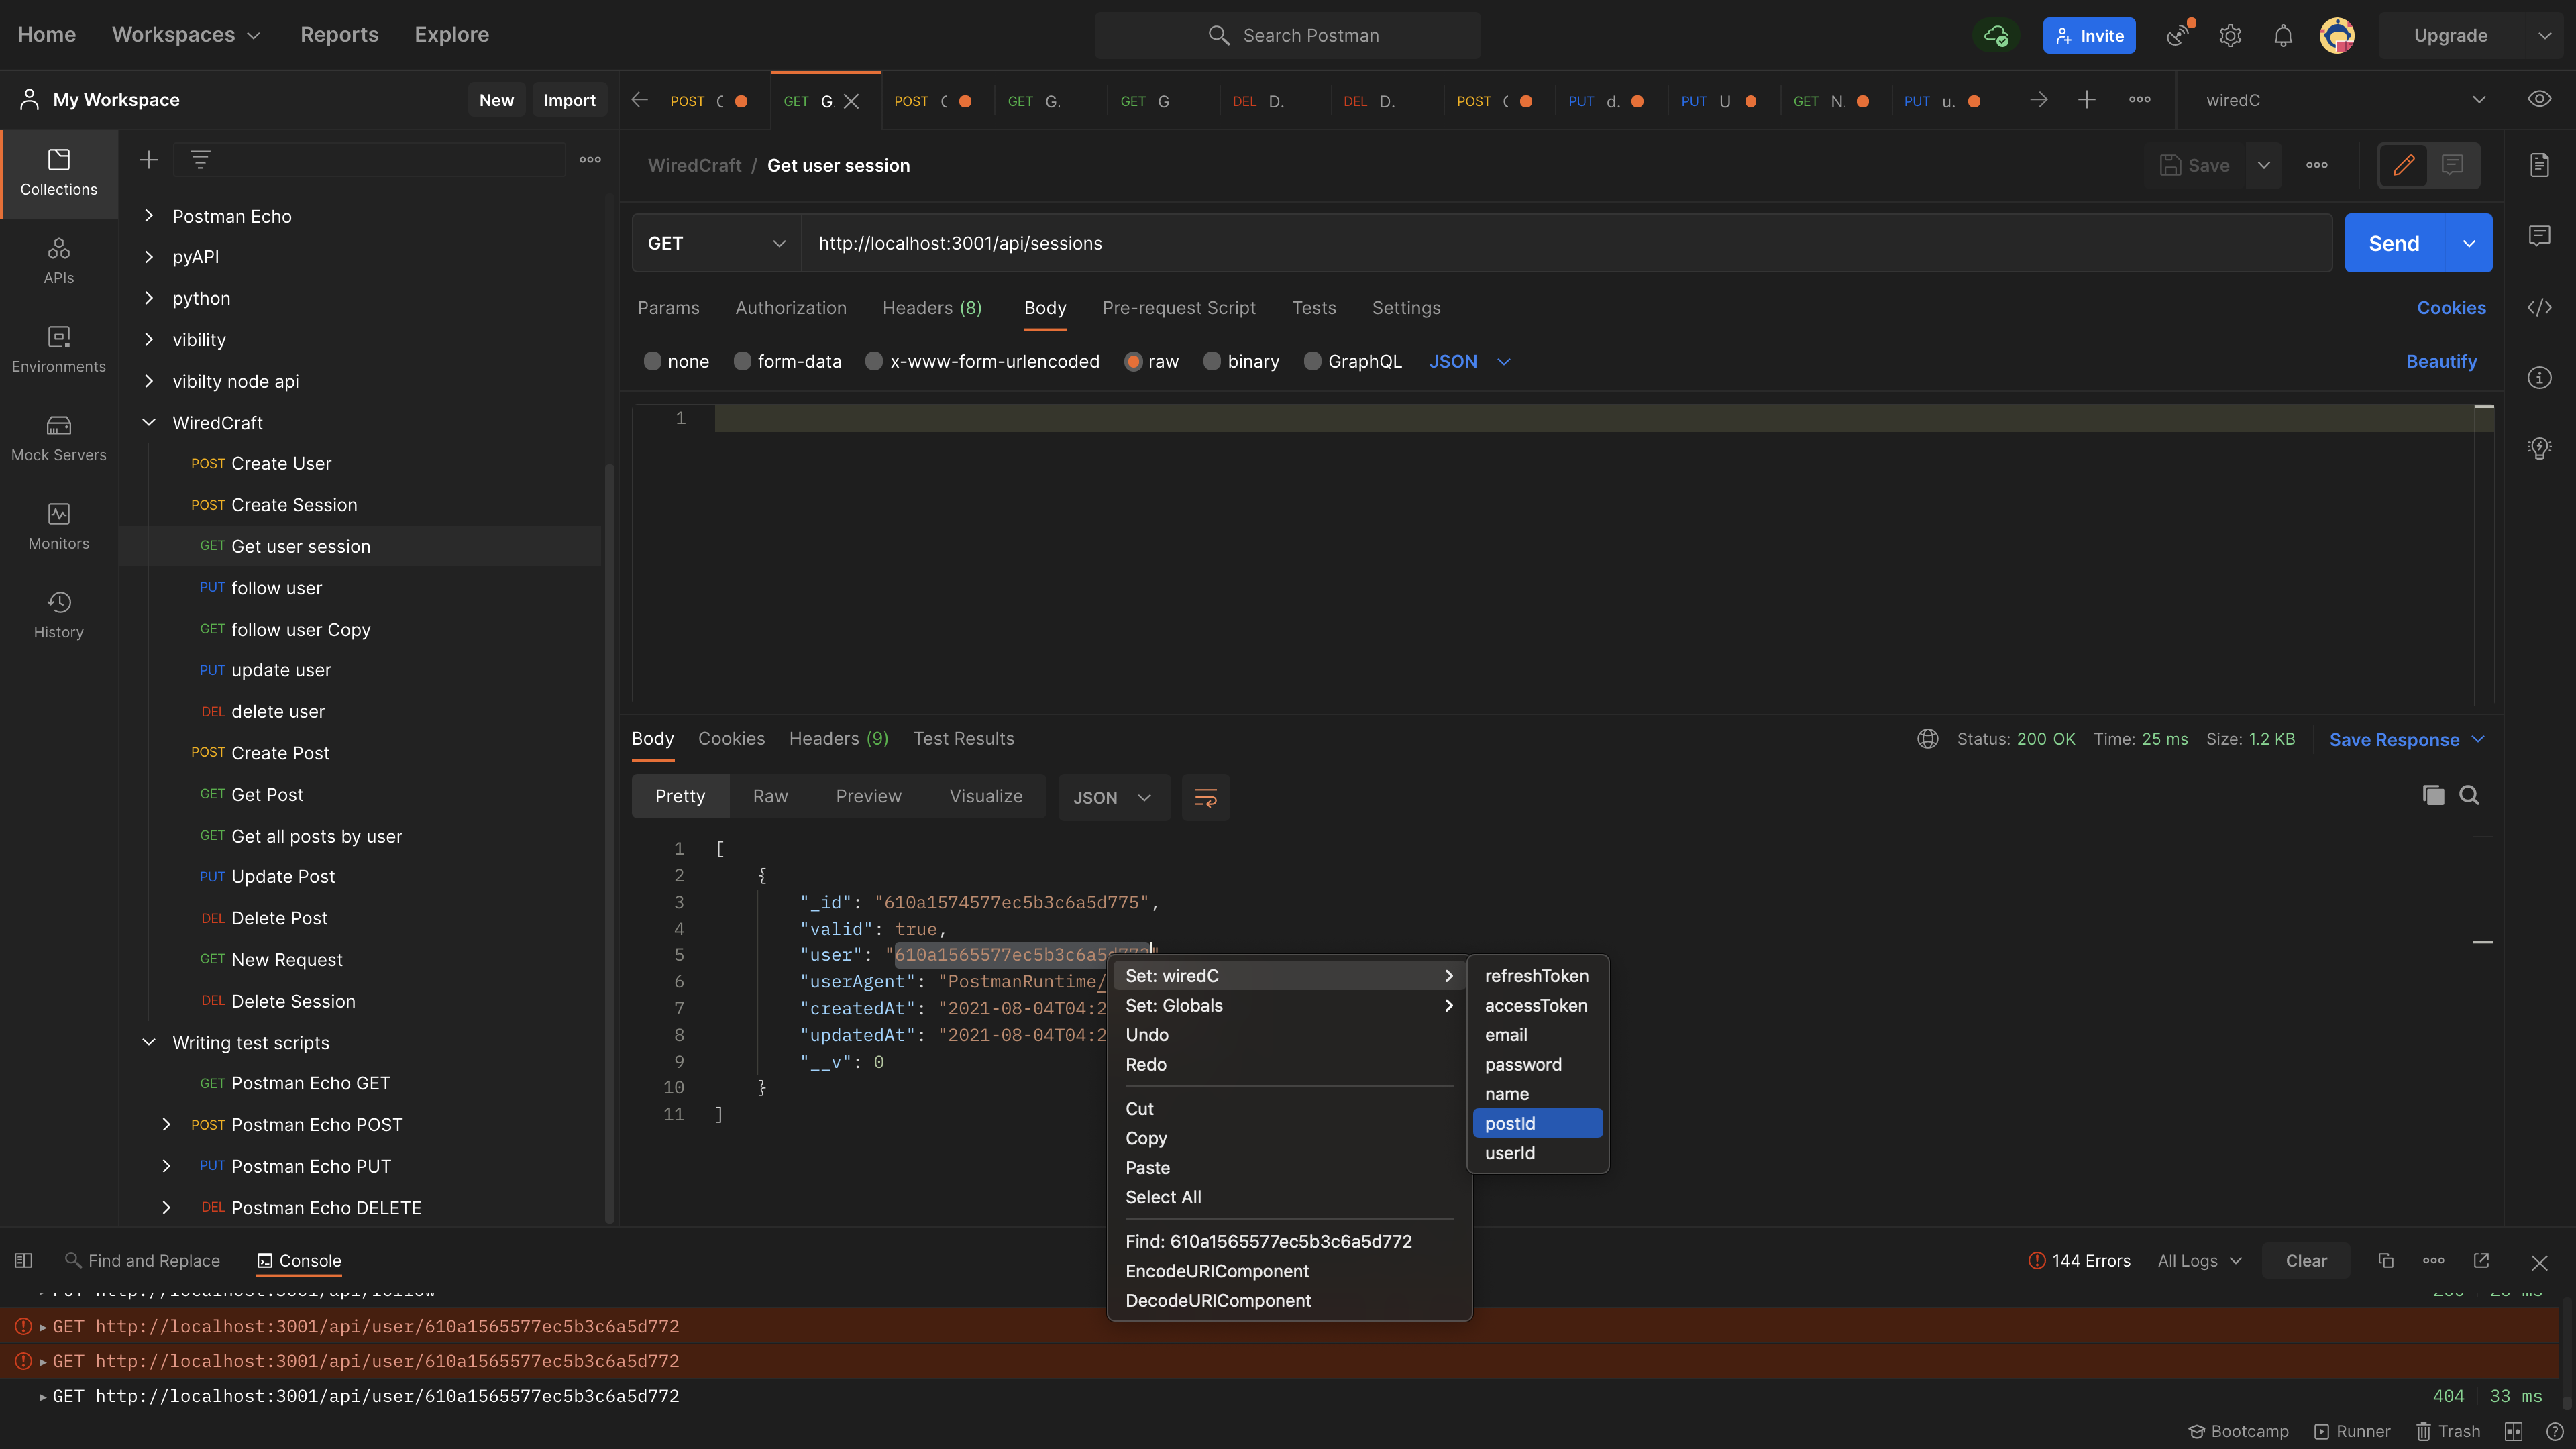 Home Workspaces Reports Explore Search Postman Invite Upgrade
My Workspace New Import
POST GET G POST GET G. GET G DEL D. DEL D. POST PUT d. PUT U GET N PUT u. wiredC
WiredCraft / Get user session Save
GET http://localhost:3001/api/sessions Send
Params Authorization Headers (8) Body Pre-request Script Tests Settings Cookies
none form-data x-www-form-urlencoded raw binary GraphQL JSON Beautify
1
Collections
APIs
Environments
Mock Servers
Monitors
History
Postman Echo
pyAPI
python
vibility
vibilty node api
WiredCraft
POST Create User
POST Create Session
GET Get user session
PUT follow user
GET follow user Copy
PUT update user
DEL delete user
POST Create Post
GET Get Post
GET Get all posts by user
PUT Update Post
DEL Delete Post
GET New Request
DEL Delete Session
Writing test scripts
GET Postman Echo GET
POST Postman Echo POST
PUT Postman Echo PUT
DEL Postman Echo DELETE
Body Cookies Headers (9) Test Results Status: 200 OK Time: 25 ms Size: 1.2 KB Save Response
Pretty Raw Preview Visualize JSON
1 [
2 {
3 "_id": "610a1574577ec5b3c6a5d775",
4 "valid": true,
5 "user": "610a1565577ec5b3c6a5d772"
6 "userAgent": "PostmanRuntime/
7 "createdAt": "2021-08-04T04:2
8 "updatedAt": "2021-08-04T04:2
9 "__v": 0
10 }
11 ]
Set: wiredC
Set: Globals
Undo
Redo
Cut
Copy
Paste
Select All
Find: 610a1565577ec5b3c6a5d772
EncodeURIComponent
DecodeURIComponent
refreshToken
accessToken
email
password
name
postId
userId
Find and Replace Console 144 Errors All Logs Clear
PUT http://localhost:3001/api/follow
GET http://localhost:3001/api/user/610a1565577ec5b3c6a5d772
GET http://localhost:3001/api/user/610a1565577ec5b3c6a5d772
GET http://localhost:3001/api/user/610a1565577ec5b3c6a5d772 404 33 ms
Bootcamp Runner Trash